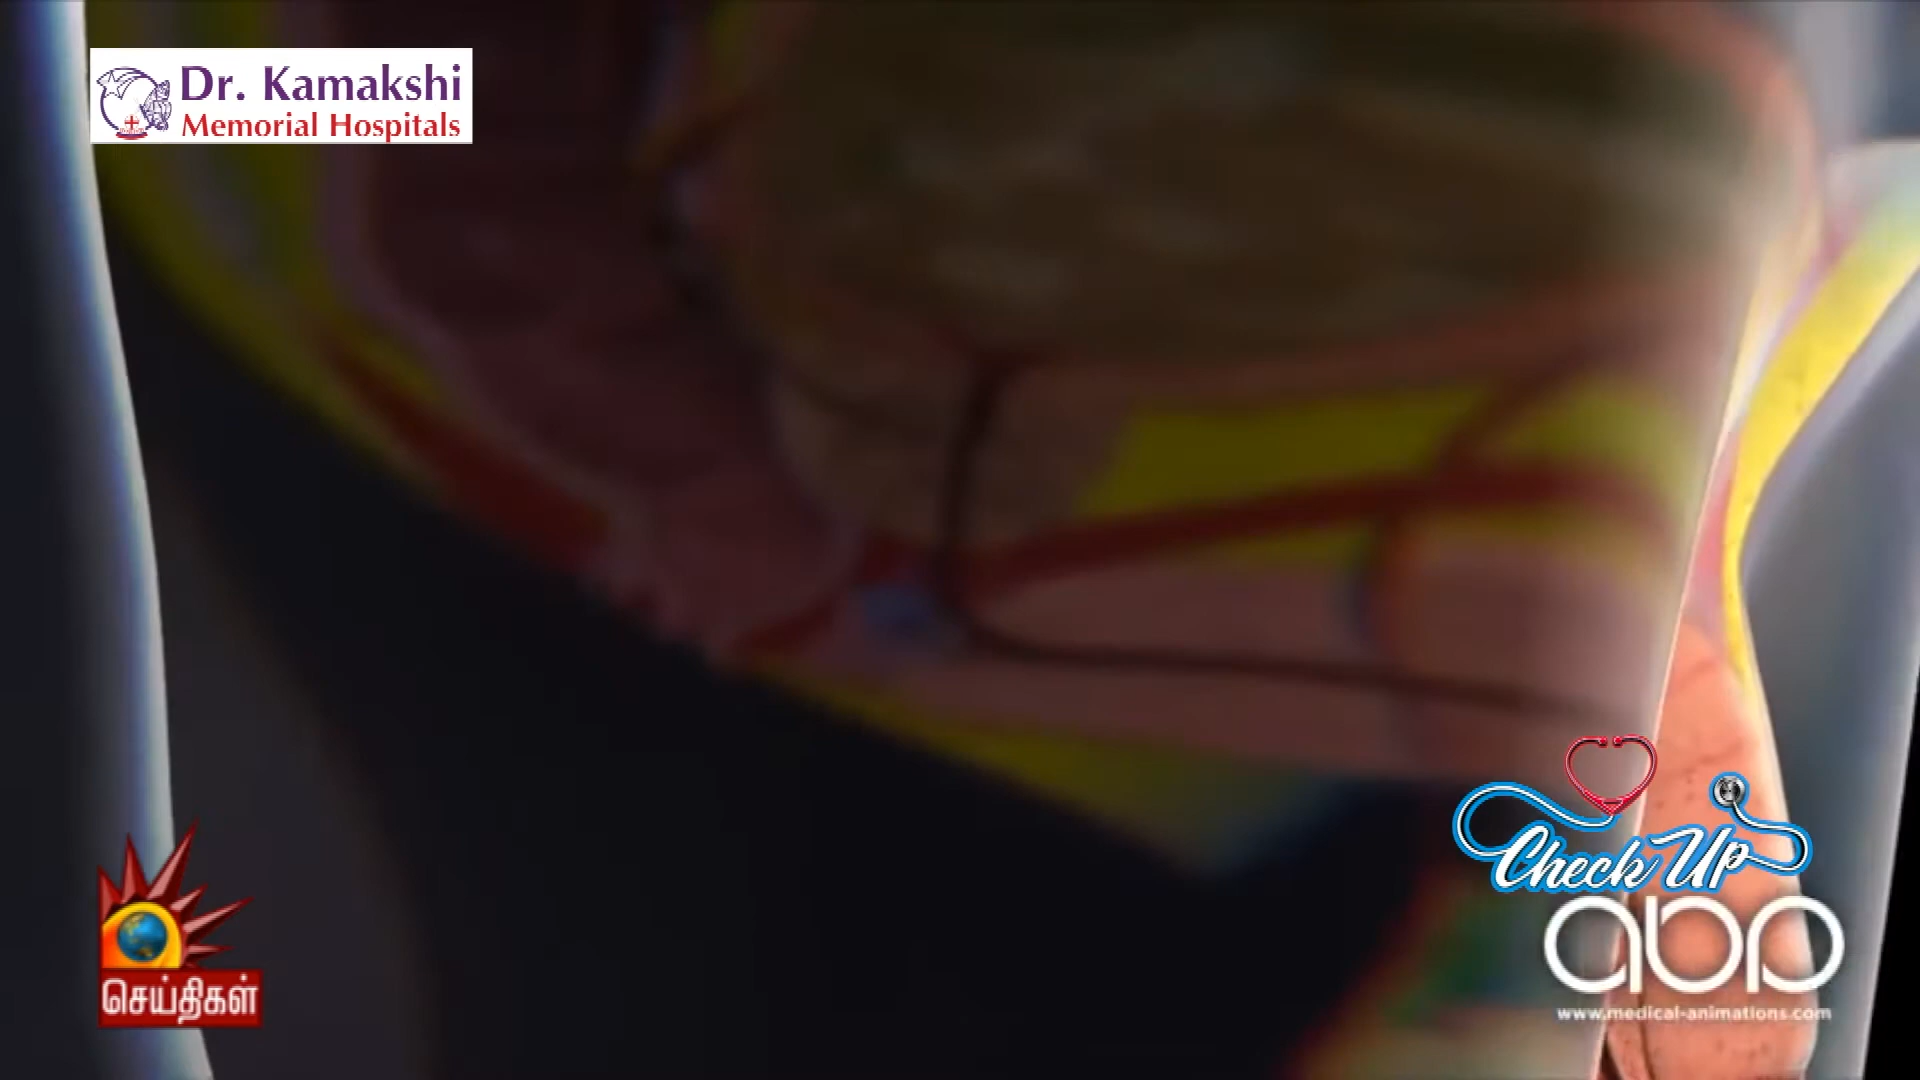 Dr. Kamakshi
Memorial Hospitals
Check Up
செய்திகள்
abp
www.medical-animations.com